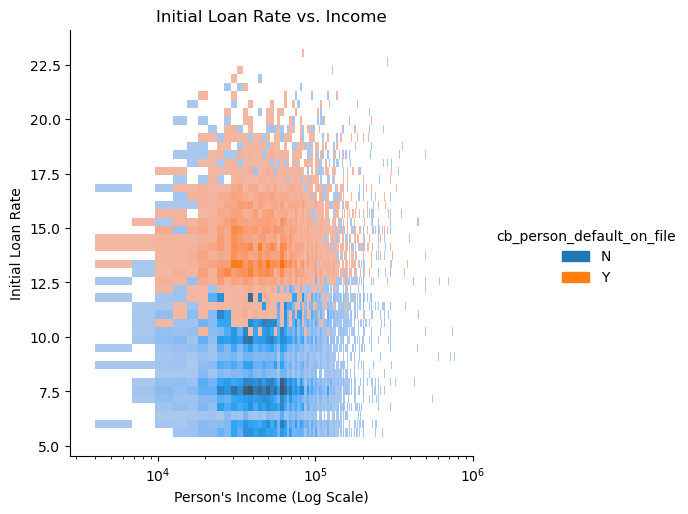 Initial Loan Rate vs. Income
22.5
20.0
17.5
15.0
12.5
10.0
7.5
5.0
Initial Loan Rate
10^4
10^5
10^6
Person's Income (Log Scale)
cb_person_default_on_file
N
Y